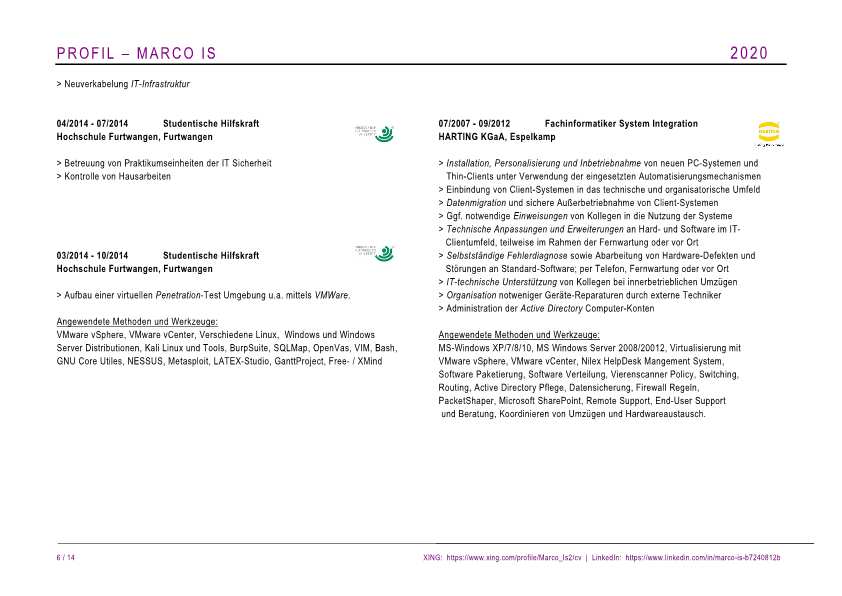 PROFIL – MARCO IS 2020
> Neuverkabelung IT-Infrastruktur
04/2014 - 07/2014 Studentische Hilfskraft
Hochschule Furtwangen, Furtwangen
> Betreuung von Praktikumseinheiten der IT Sicherheit
> Kontrolle von Hausarbeiten
03/2014 - 10/2014 Studentische Hilfskraft
Hochschule Furtwangen, Furtwangen
> Aufbau einer virtuellen Penetration-Test Umgebung u.a. mittels VMWare.
Angewendete Methoden und Werkzeuge:
VMware vSphere, VMware vCenter, Verschiedene Linux, Windows und Windows
Server Distributionen, Kali Linux und Tools, BurpSuite, SQLMap, OpenVas, VIM, Bash,
GNU Core Utiles, NESSUS, Metasploit, LATEX-Studio, GanttProject, Free- / XMind
07/2007 - 09/2012 Fachinformatiker System Integration
HARTING KGaA, Espelkamp
HARTING
> Installation, Personalisierung und Inbetriebnahme von neuen PC-Systemen und
Thin-Clients unter Verwendung der eingesetzten Automatisierungsmechanismen
> Einbindung von Client-Systemen in das technische und organisatorische Umfeld
> Datenmigration und sichere Außerbetriebnahme von Client-Systemen
> Ggf. notwendige Einweisungen von Kollegen in die Nutzung der Systeme
> Technische Anpassungen und Erweiterungen an Hard- und Software im IT-
Clientumfeld, teilweise im Rahmen der Fernwartung oder vor Ort
> Selbstständige Fehlerdiagnose sowie Abarbeitung von Hardware-Defekten und
Störungen an Standard-Software; per Telefon, Fernwartung oder vor Ort
> IT-technische Unterstützung von Kollegen bei innerbetrieblichen Umzügen
> Organisation notweniger Geräte-Reparaturen durch externe Techniker
> Administration der Active Directory Computer-Konten
Angewendete Methoden und Werkzeuge:
MS-Windows XP/7/8/10, MS Windows Server 2008/20012, Virtualisierung mit
VMware vSphere, VMware vCenter, Nilex HelpDesk Mangement System,
Software Paketierung, Software Verteilung, Vierenscanner Policy, Switching,
Routing, Active Directory Pflege, Datensicherung, Firewall Regeln,
PacketShaper, Microsoft SharePoint, Remote Support, End-User Support
und Beratung, Koordinieren von Umzügen und Hardwareaustausch.
6 / 14 XING: https://www.xing.com/profile/Marco_Is2/cv | LinkedIn: https://www.linkedin.com/in/marco-is-b7240812b